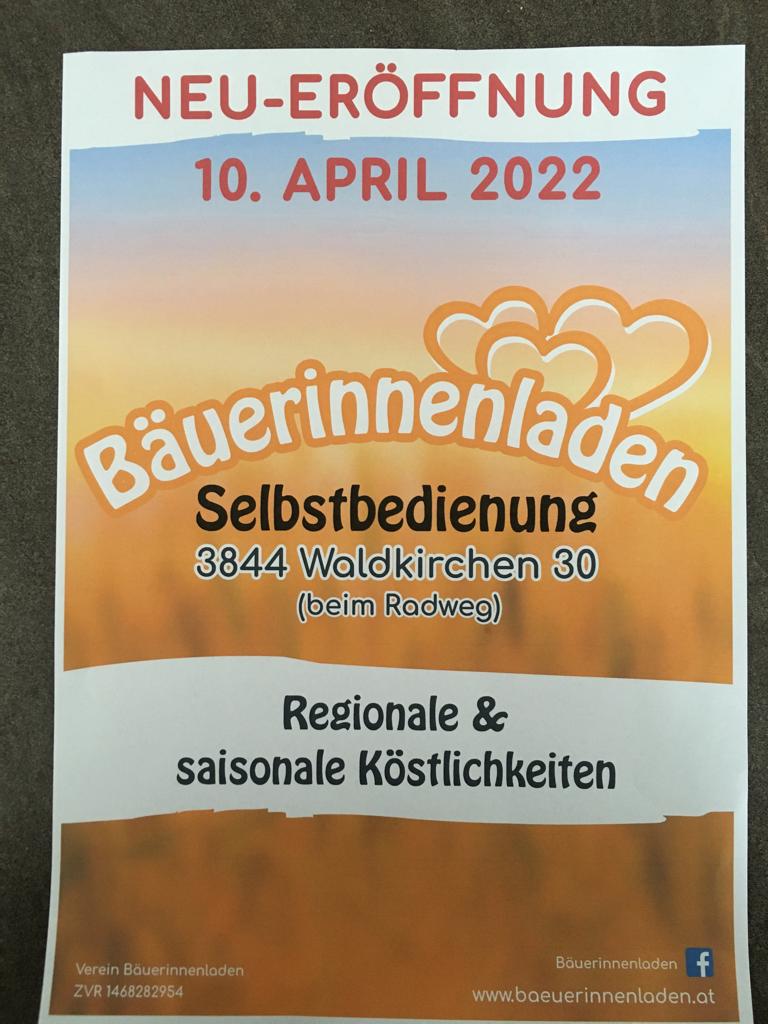 NEU-ERÖFFNUNG
10. APRIL 2022
Bäuerinnenladen
Selbstbedienung
3844 Waldkirchen 30
(beim Radweg)
Regionale &
saisonale Köstlichkeiten
Verein Bäuerinnenladen
ZVR 1468282954
Bäuerinnenladen f
www.baeuerinnenladen.at